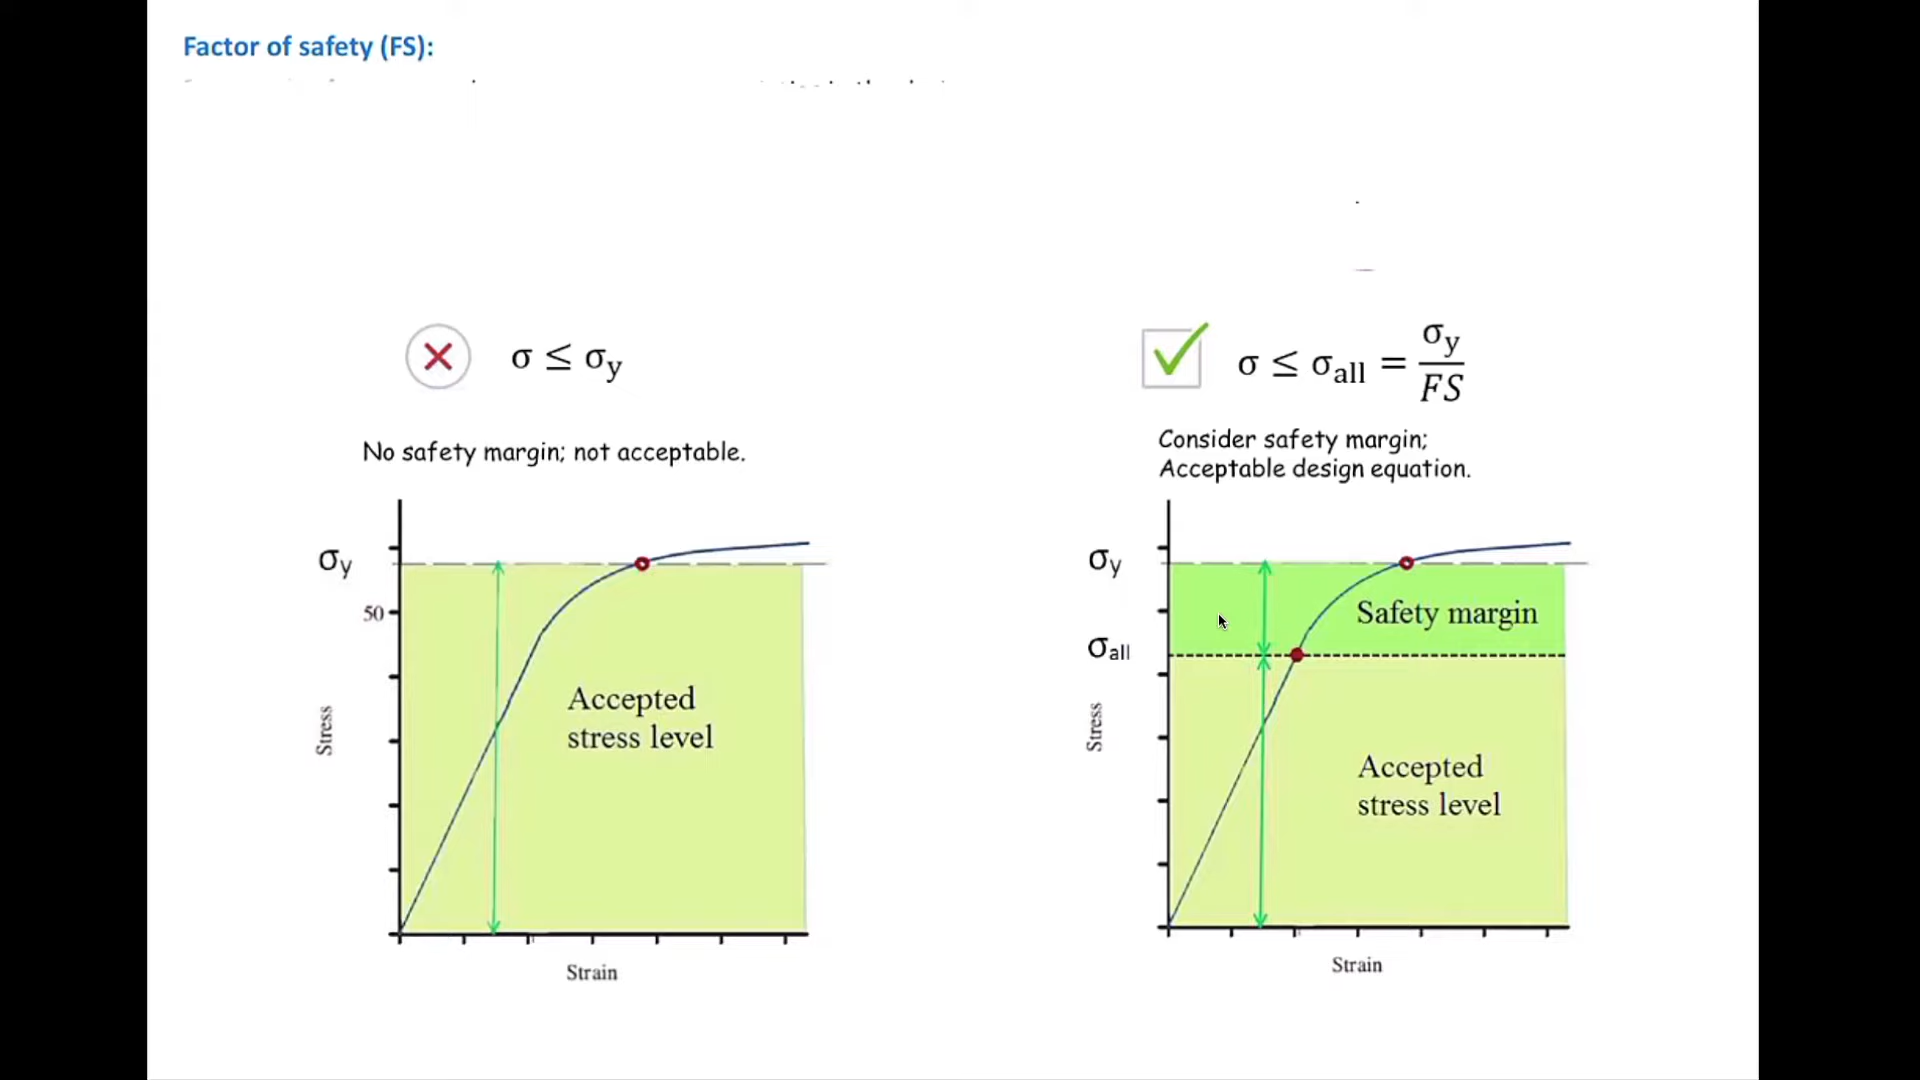 Factor of safety (FS):
σ ≤ σy
σ ≤ σall = σy / FS
No safety margin; not acceptable.
Consider safety margin;
Acceptable design equation.
σy
50
Accepted
stress level
Stress
Strain
σy
Safety margin
σall
Accepted
stress level
Stress
Strain